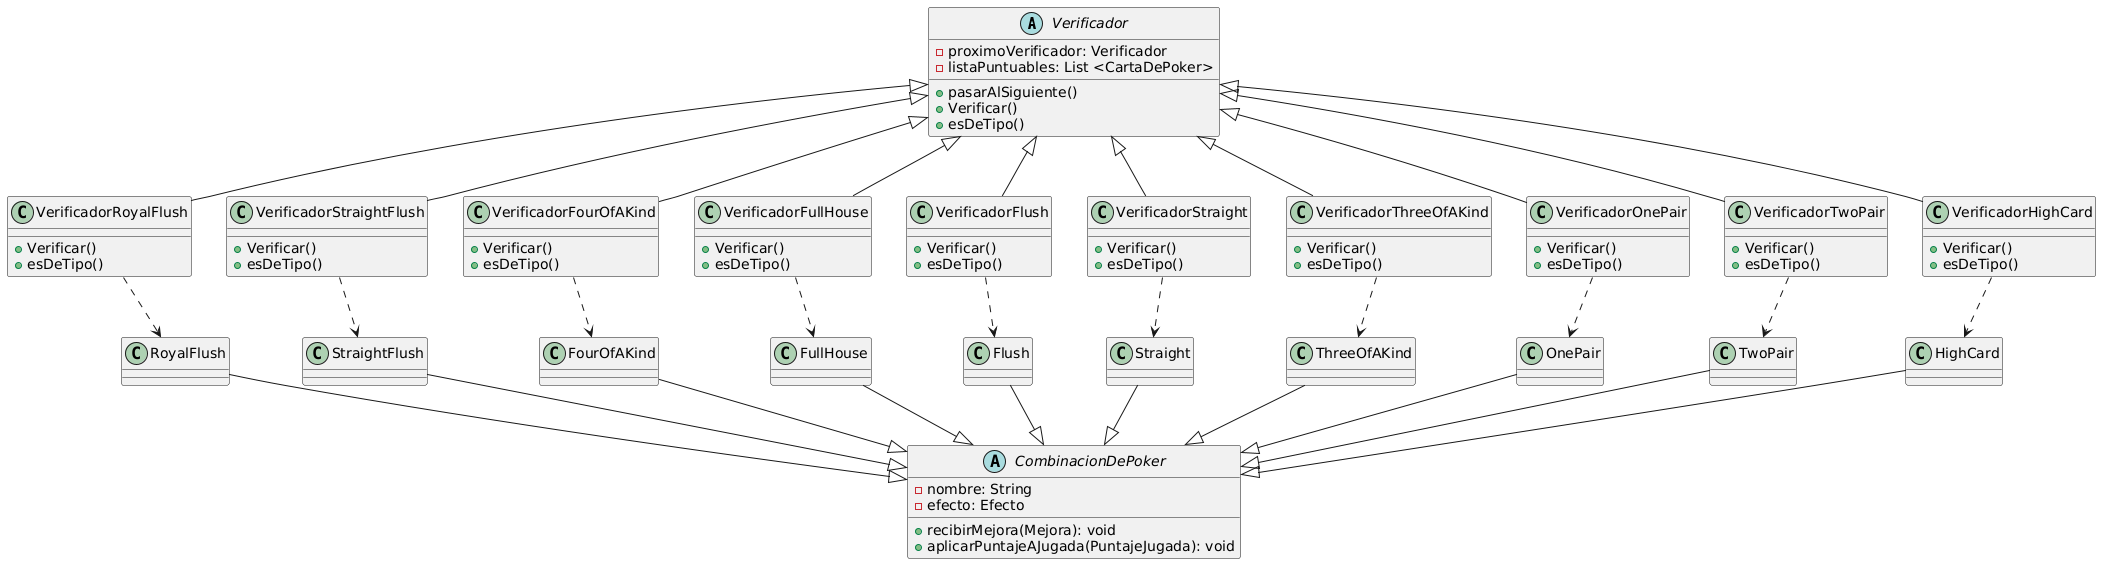 A Verificador
proximoVerificador: Verificador
listaPuntuables: List <CartaDePoker>
pasarAlSiguiente()
Verificar()
esDeTipo()
C VerificadorRoyalFlush
Verificar()
esDeTipo()
C VerificadorStraightFlush
Verificar()
esDeTipo()
C VerificadorFourOfAKind
Verificar()
esDeTipo()
C VerificadorFullHouse
Verificar()
esDeTipo()
C VerificadorFlush
Verificar()
esDeTipo()
C VerificadorStraight
Verificar()
esDeTipo()
C VerificadorThreeOfAKind
Verificar()
esDeTipo()
C VerificadorOnePair
Verificar()
esDeTipo()
C VerificadorTwoPair
Verificar()
esDeTipo()
C VerificadorHighCard
Verificar()
esDeTipo()
C RoyalFlush
C StraightFlush
C FourOfAKind
C FullHouse
C Flush
C Straight
C ThreeOfAKind
C OnePair
C TwoPair
C HighCard
A CombinacionDePoker
nombre: String
efecto: Efecto
recibirMejora(Mejora): void
aplicarPuntajeAJugada(PuntajeJugada): void